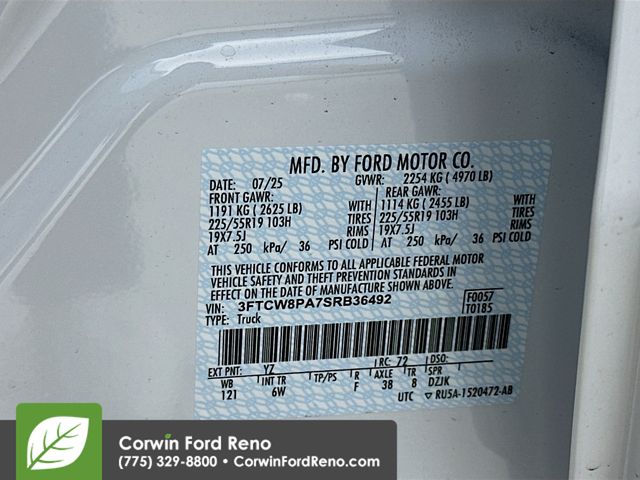 MFD. BY FORD MOTOR CO.
DATE: 07/25 GVWR: 2254 KG ( 4970 LB)
FRONT GAWR: REAR GAWR:
1191 KG ( 2625 LB) WITH 1114 KG ( 2455 LB) WITH
225/55R19 103H TIRES 225/55R19 103H TIRES
19X7.5J RIMS 19X7.5J RIMS
AT 250 kPa/ 36 PSI COLD AT 250 kPa/ 36 PSI COLD
THIS VEHICLE CONFORMS TO ALL APPLICABLE FEDERAL MOTOR
VEHICLE SAFETY AND THEFT PREVENTION STANDARDS IN
EFFECT ON THE DATE OF MANUFACTURE SHOWN ABOVE.
VIN: 3FTCW8PA7SRB36492 F0057
TYPE: Truck T0185
EXT PNT: YZ RC: 72 DSO:
WB INT TR TP/PS R AXLE TR SPR
121 6W F 38 8 DZJK
UTC RU5A-1520472-AB
Corwin Ford Reno
(775) 329-8800 • CorwinFordReno.com